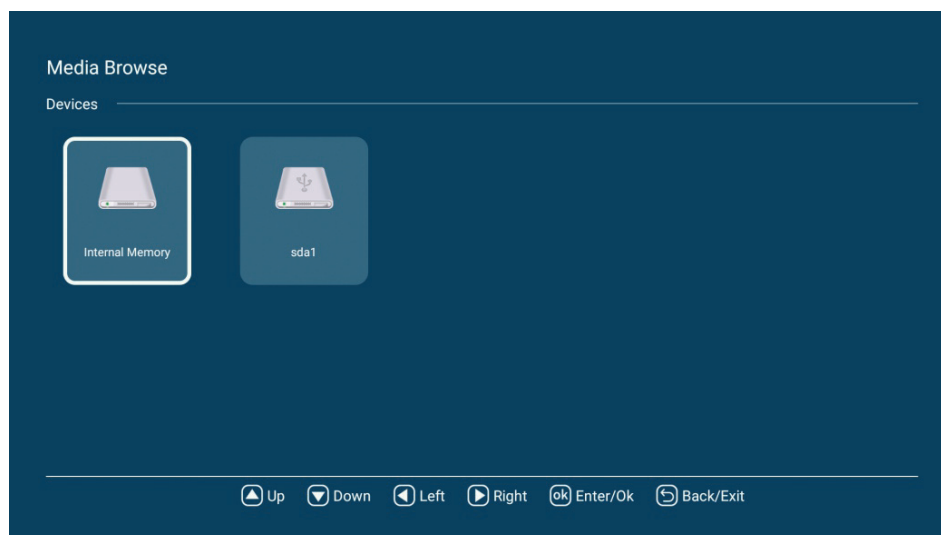 Media Browse
Devices
Internal Memory sda1
Up Down Left Right ok Enter/Ok Back/Exit